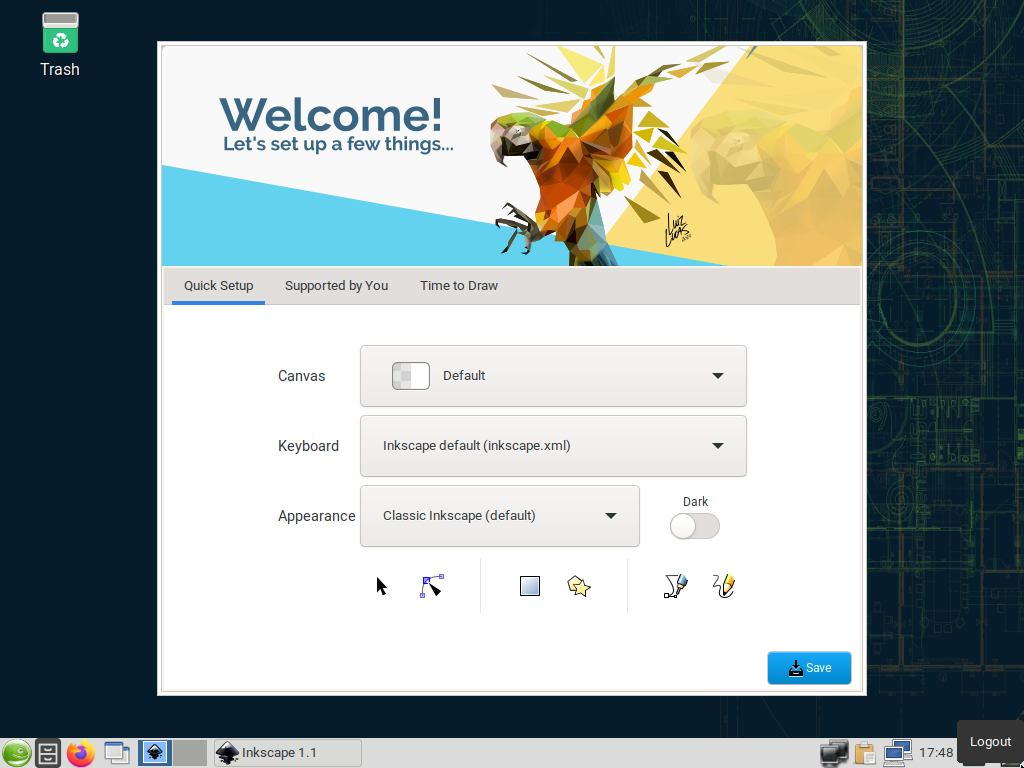 Trash
Welcome!
Let's set up a few things...
Quick Setup
Supported by You
Time to Draw
Canvas
Default
Keyboard
Inkscape default (inkscape.xml)
Appearance
Classic Inkscape (default)
Dark
Save
Inkscape 1.1
17:48
Logout